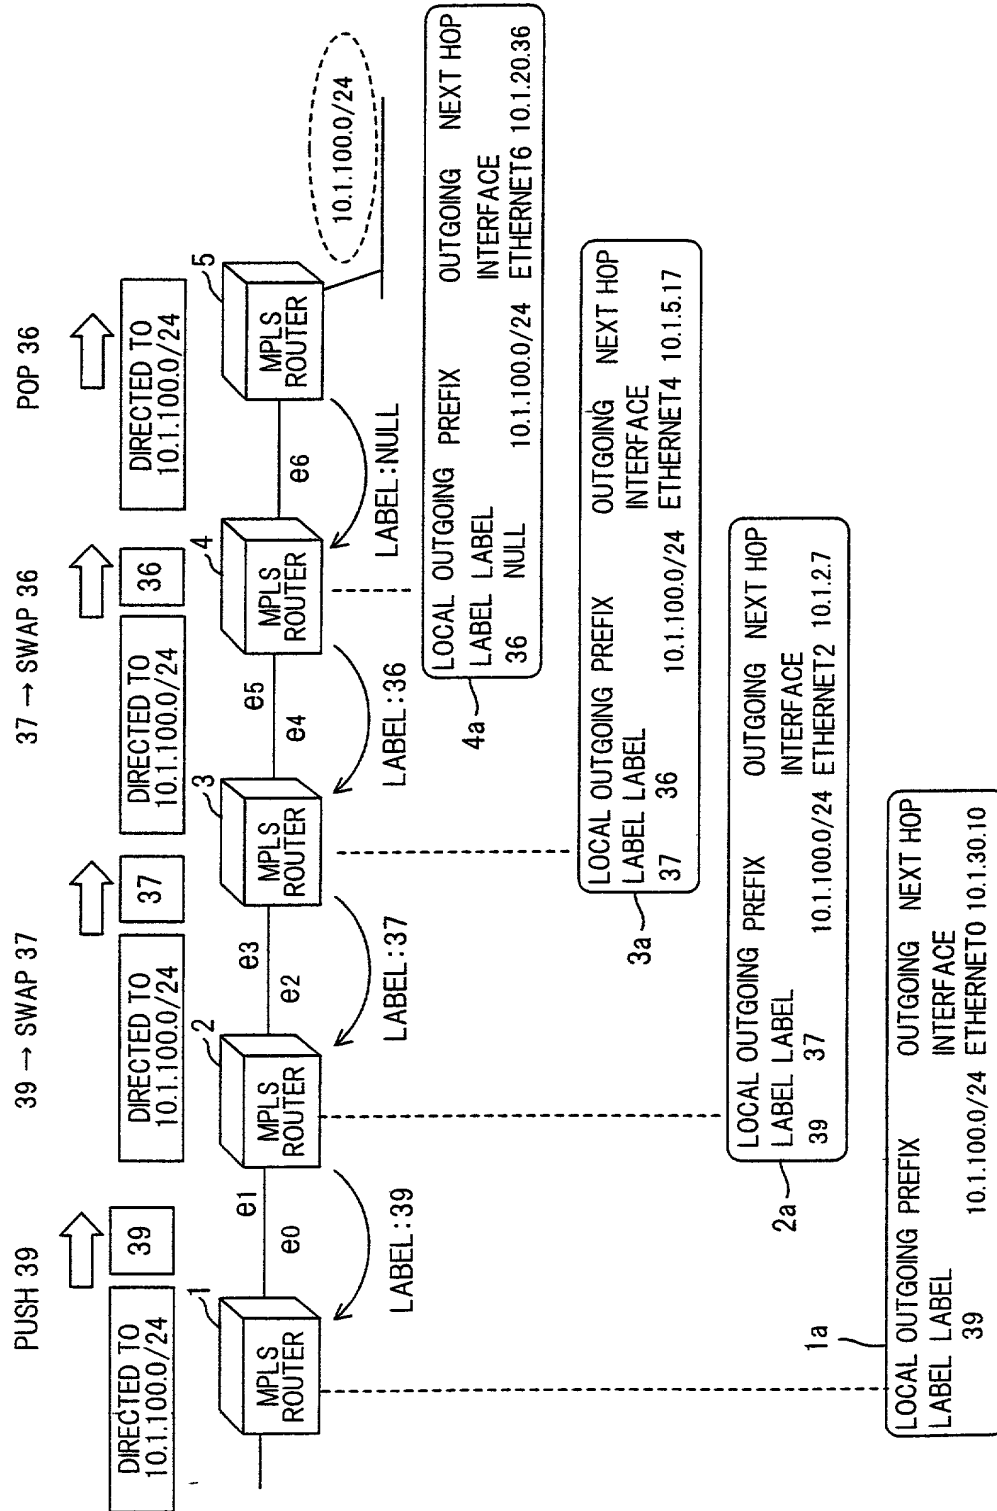 PUSH 39
39 → SWAP 37
37 → SWAP 36
POP 36
DIRECTED TO
10.1.100.0/24
39
DIRECTED TO
10.1.100.0/24
37
DIRECTED TO
10.1.100.0/24
36
DIRECTED TO
10.1.100.0/24
1
MPLS
ROUTER
e0
e1
2
MPLS
ROUTER
e2
e3
3
MPLS
ROUTER
e4
e5
4
MPLS
ROUTER
e6
5
MPLS
ROUTER
10.1.100.0/24
LABEL:39
LABEL:37
LABEL:36
LABEL:NULL
4a
LOCAL OUTGOING PREFIX OUTGOING NEXT HOP
LABEL LABEL INTERFACE
36 NULL 10.1.100.0/24 ETHERNET6 10.1.20.36
3a
LOCAL OUTGOING PREFIX OUTGOING NEXT HOP
LABEL LABEL INTERFACE
37 36 10.1.100.0/24 ETHERNET4 10.1.5.17
2a
LOCAL OUTGOING PREFIX OUTGOING NEXT HOP
LABEL LABEL INTERFACE
39 37 10.1.100.0/24 ETHERNET2 10.1.2.7
1a
LOCAL OUTGOING PREFIX OUTGOING NEXT HOP
LABEL LABEL INTERFACE
39 10.1.100.0/24 ETHERNET0 10.1.30.10